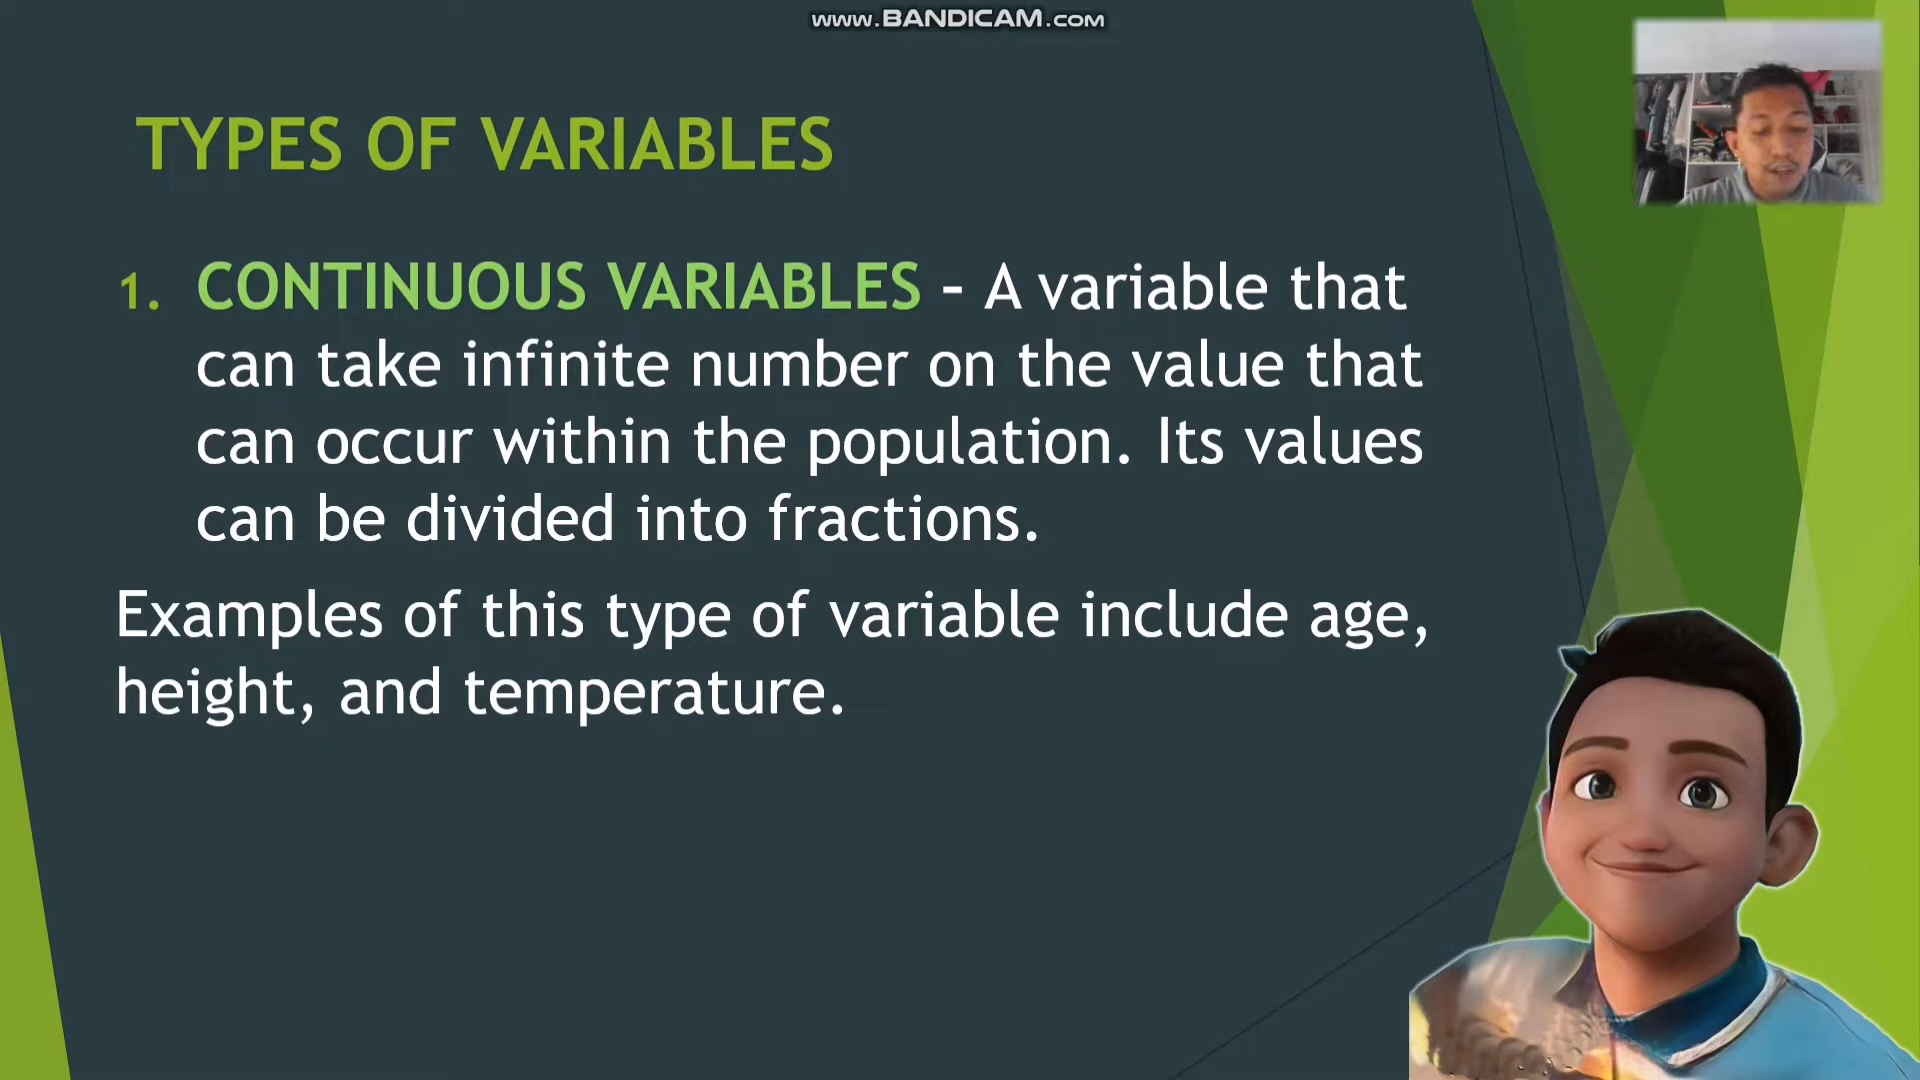 www.BANDICAM.com
TYPES OF VARIABLES
1. CONTINUOUS VARIABLES – A variable that
can take infinite number on the value that
can occur within the population. Its values
can be divided into fractions.
Examples of this type of variable include age,
height, and temperature.